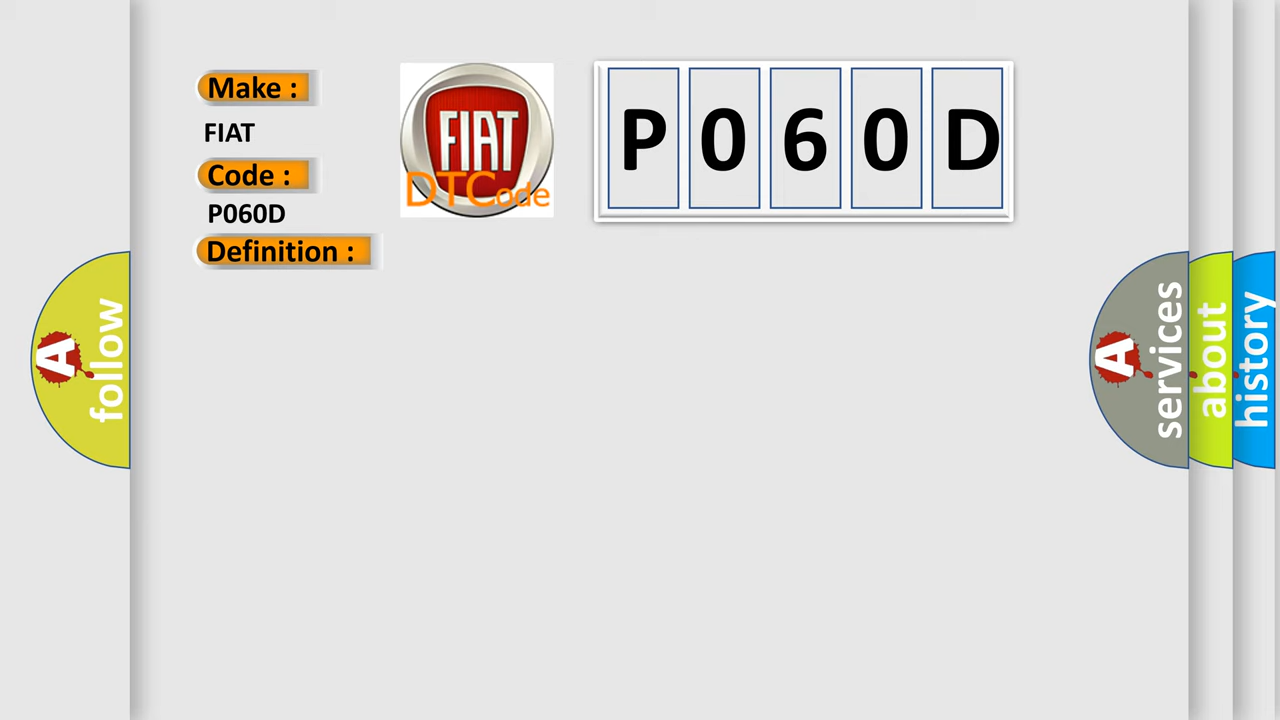 Make :
FIAT
Code :
P060D
Definition :
FIAT
DTCode
P060D
A follow
A services
about
history